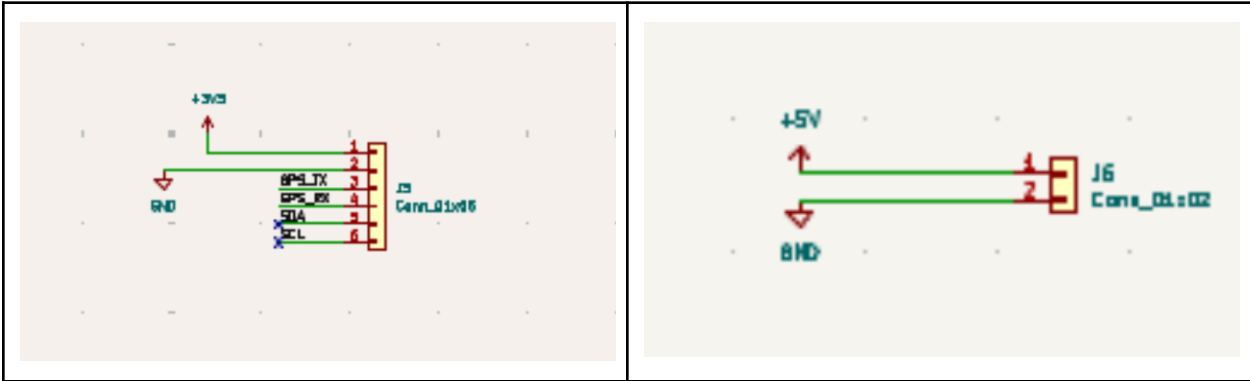 +3V3
1
2
GPS_TX 3
GPS_RX 4
SDA 5
SCL 6
GND
Conn_01x06
+5V
1
2
J6
Conn_01x02
GND